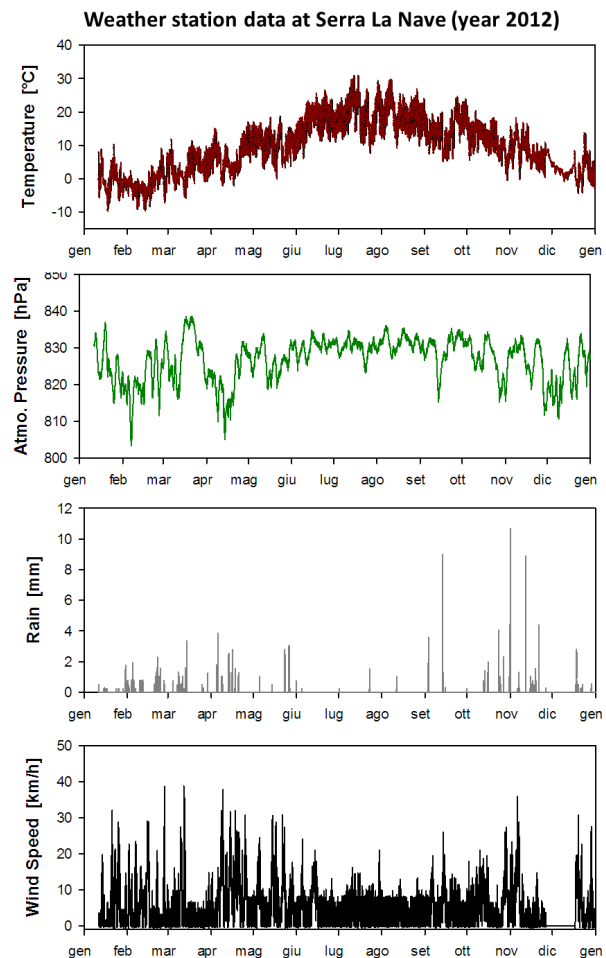 Weather station data at Serra La Nave (year 2012)
Temperature [°C]
40
30
20
10
0
-10
gen feb mar apr mag giu lug ago set ott nov dic gen
Atmo. Pressure [hPa]
850
840
830
820
810
800
gen feb mar apr mag giu lug ago set ott nov dic gen
Rain [mm]
12
10
8
6
4
2
0
gen feb mar apr mag giu lug ago set ott nov dic gen
Wind Speed [km/h]
50
40
30
20
10
0
gen feb mar apr mag giu lug ago set ott nov dic gen